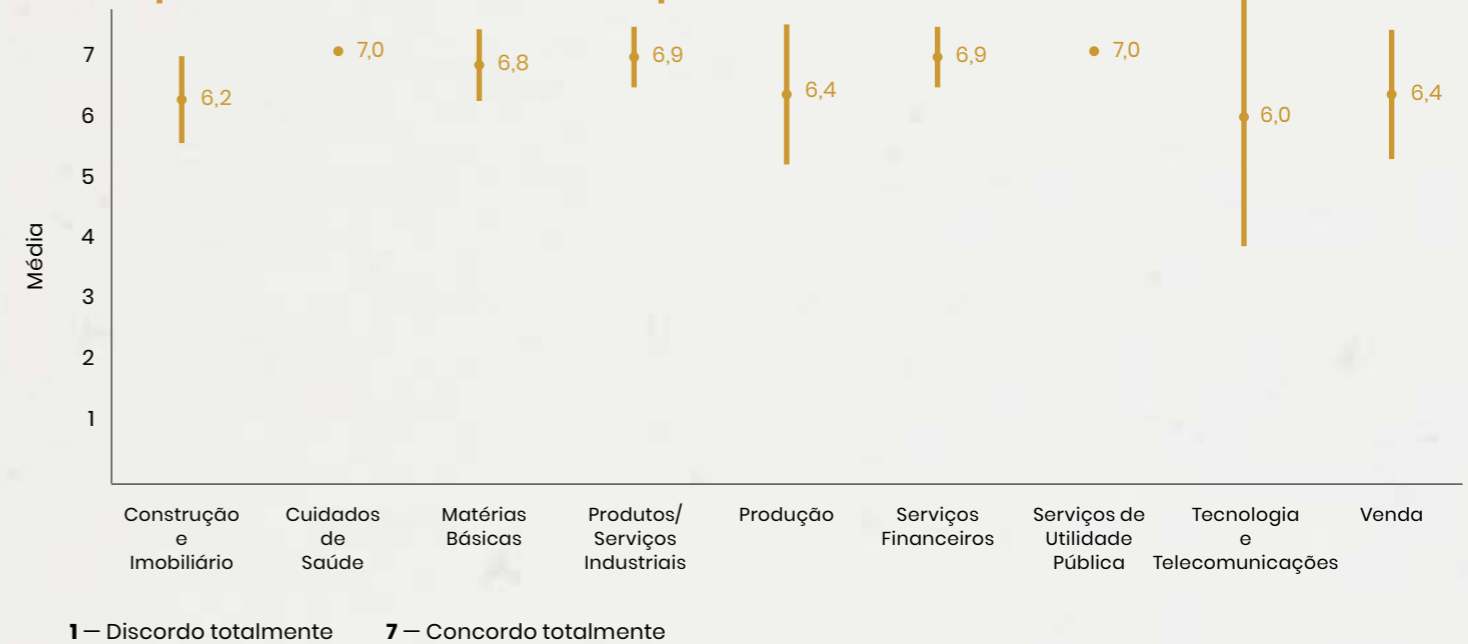 Média
7
6
5
4
3
2
1
6,2
7,0
6,8
6,9
6,4
6,9
7,0
6,0
6,4
Construção
e
Imobiliário
Cuidados
de
Saúde
Matérias
Básicas
Produtos/
Serviços
Industriais
Produção
Serviços
Financeiros
Serviços de
Utilidade
Pública
Tecnologia
e
Telecomunicações
Venda
1 — Discordo totalmente 7 — Concordo totalmente